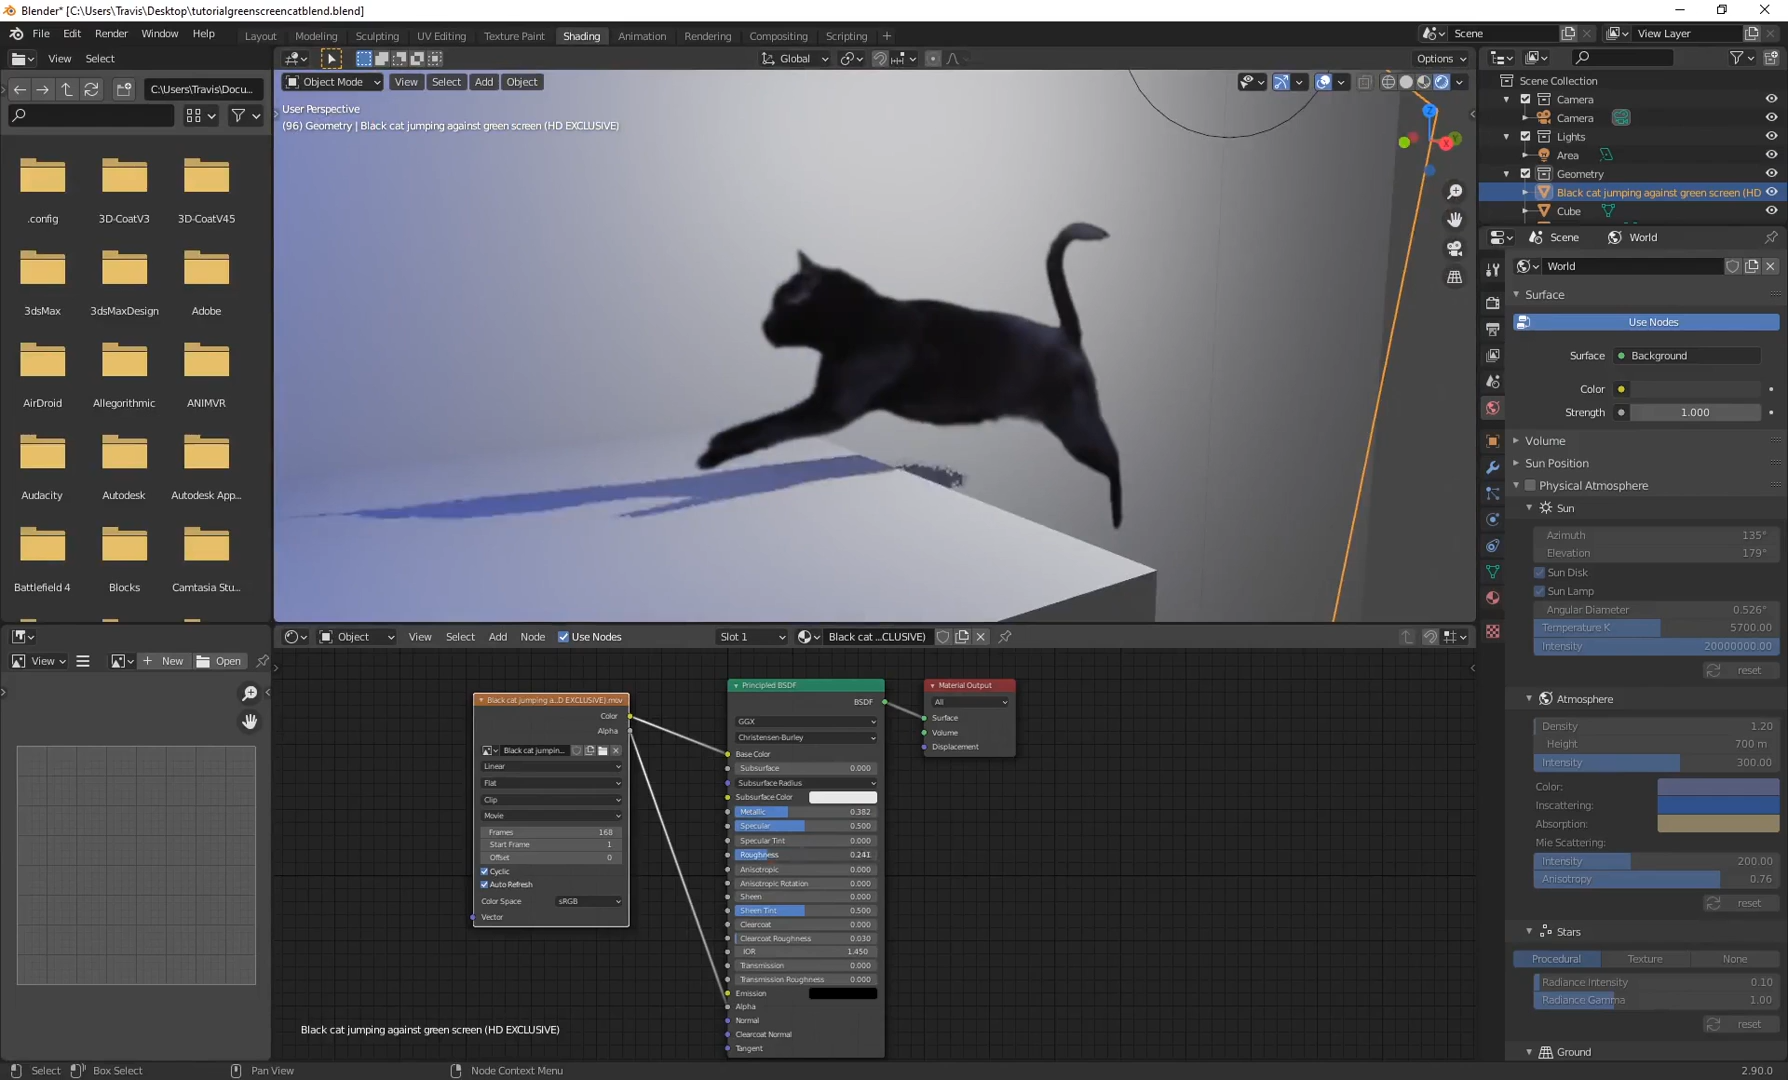 Blender* [C:\Users\Travis\Desktop\tutorialgreenscreencatblend.blend]
File Edit Render Window Help
Layout Modeling Sculpting UV Editing Texture Paint Shading Animation Rendering Compositing Scripting +
Scene
View Layer
View Select
Global
Options
C:\Users\Travis\Docu...
Object Mode View Select Add Object
User Perspective
(96) Geometry | Black cat jumping against green screen (HD EXCLUSIVE)
Z
Y
X
.config
3D-CoatV3
3D-CoatV45
3dsMax
3dsMaxDesign
Adobe
AirDroid
Allegorithmic
ANIMVR
Audacity
Autodesk
Autodesk App...
Battlefield 4
Blocks
Camtasia Stu...
Scene Collection
Camera
Camera
Lights
Area
Geometry
Black cat jumping against green screen (HD
Cube
Scene World
World
Surface
Use Nodes
Surface Background
Color
Strength 1.000
Volume
Sun Position
Physical Atmosphere
Sun
Azimuth 135°
Elevation 179°
Sun Disk
Sun Lamp
Angular Diameter 0.526°
Temperature K 5700.00
Intensity 20000000.00
reset
Atmosphere
Density 1.20
Height 700 m
Intensity 300.00
Color:
Inscattering:
Absorption:
Mie Scattering:
Intensity 200.00
Anisotropy 0.76
reset
Stars
Procedural Texture None
Radiance Intensity 0.10
Radiance Gamma 1.00
reset
Ground
View New Open
Object View Select Add Node Use Nodes Slot 1 Black cat ...CLUSIVE)
Black cat jumping a...D EXCLUSIVE).mov
Color
Alpha
Black cat jumpin...
Linear
Flat
Clip
Movie
Frames 168
Start Frame 1
Offset 0
Cyclic
Auto Refresh
Color Space sRGB
Vector
Principled BSDF
BSDF
GGX
Christensen-Burley
Base Color
Subsurface 0.000
Subsurface Radius
Subsurface Color
Metallic 0.382
Specular 0.500
Specular Tint 0.000
Roughness 0.241
Anisotropic 0.000
Anisotropic Rotation 0.000
Sheen 0.000
Sheen Tint 0.500
Clearcoat 0.000
Clearcoat Roughness 0.030
IOR 1.450
Transmission 0.000
Transmission Roughness 0.000
Emission
Alpha
Normal
Clearcoat Normal
Tangent
Material Output
All
Surface
Volume
Displacement
Black cat jumping against green screen (HD EXCLUSIVE)
Select Box Select Pan View Node Context Menu 2.90.0